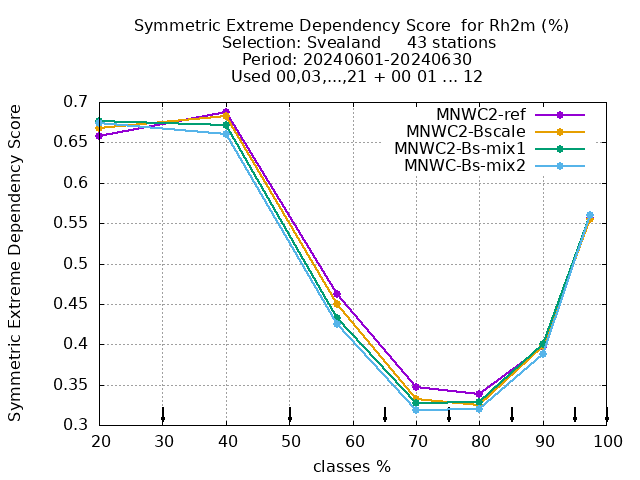 Symmetric Extreme Dependency Score  for Rh2m (%)
Selection: Svealand     43 stations
Period: 20240601-20240630
Used 00,03,...,21 + 00 01 ... 12
Symmetric Extreme Dependency Score
0.7
0.65
0.6
0.55
0.5
0.45
0.4
0.35
0.3
MNWC2-ref
MNWC2-Bscale
MNWC2-Bs-mix1
MNWC-Bs-mix2
20 30 40 50 60 70 80 90 100
classes %